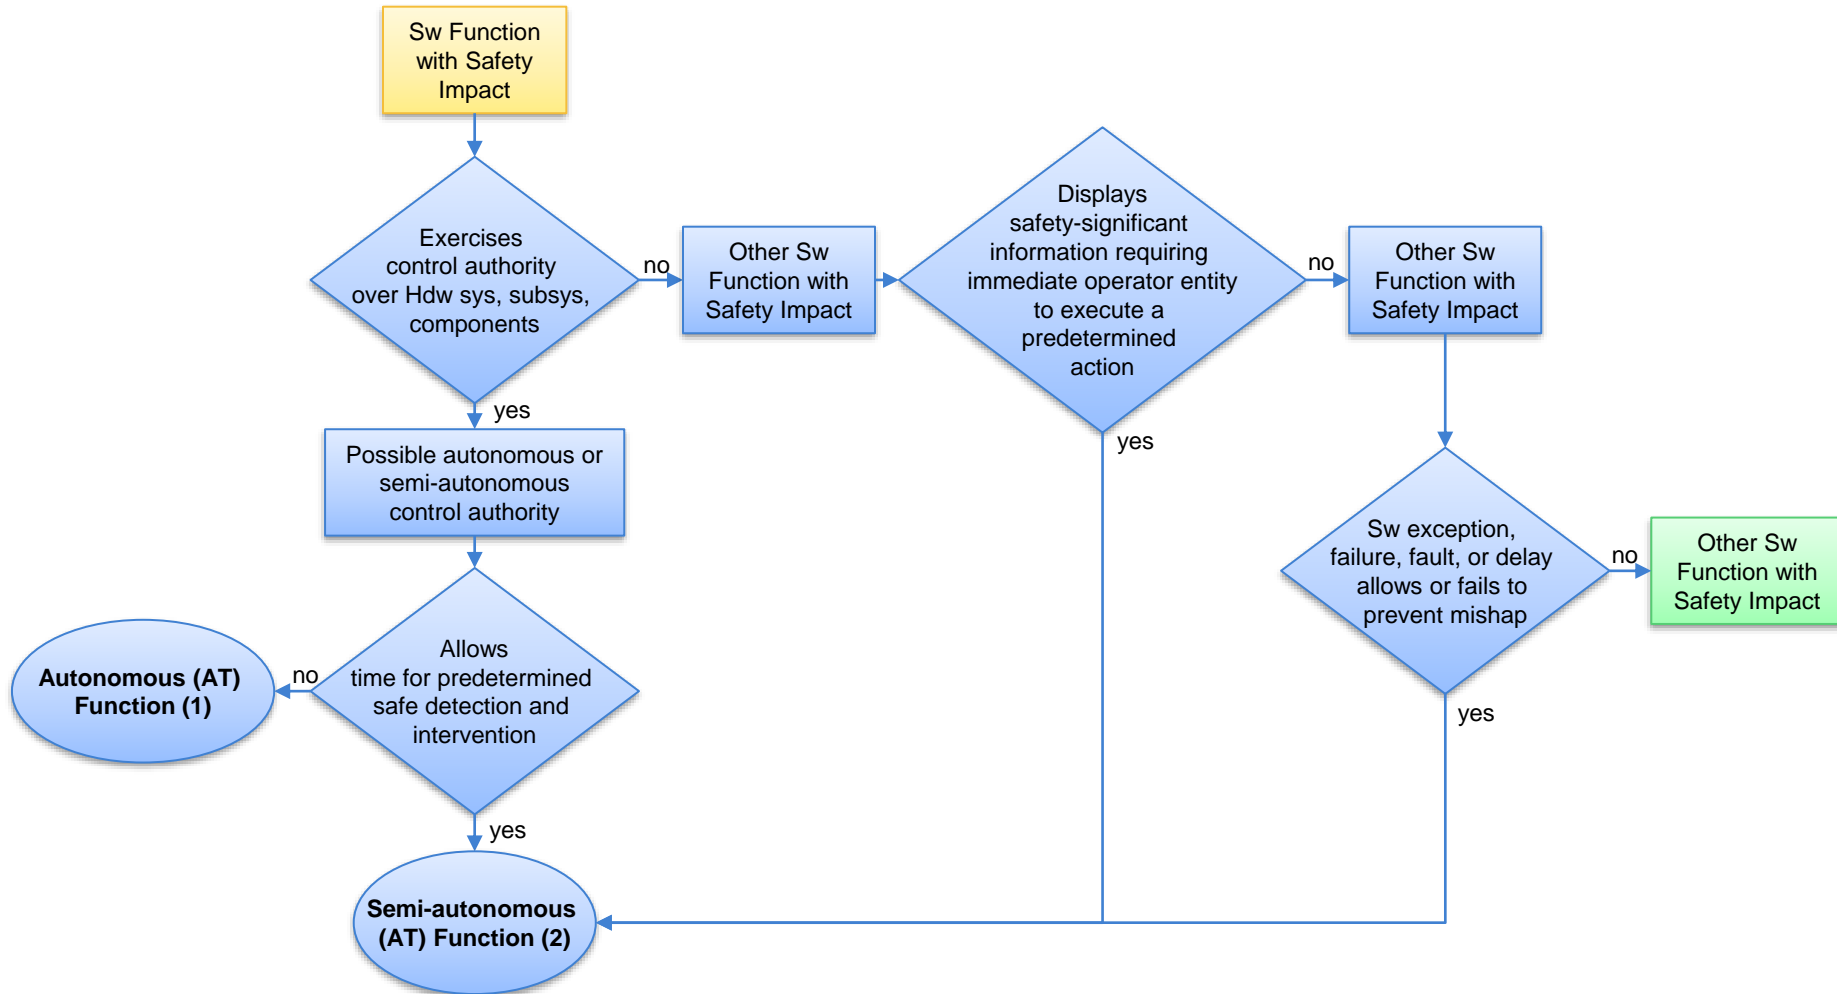 Sw Function
with Safety
Impact
Exercises
control authority
over Hdw sys, subsys,
components
no
Other Sw
Function with
Safety Impact
Displays
safety-significant
information requiring
immediate operator entity
to execute a
predetermined
action
no
Other Sw
Function with
Safety Impact
yes
Possible autonomous or
semi-autonomous
control authority
yes
Sw exception,
failure, fault, or delay
allows or fails to
prevent mishap
no
Other Sw
Function with
Safety Impact
Allows
time for predetermined
safe detection and
intervention
no
Autonomous (AT)
Function (1)
yes
yes
Semi-autonomous
(AT) Function (2)